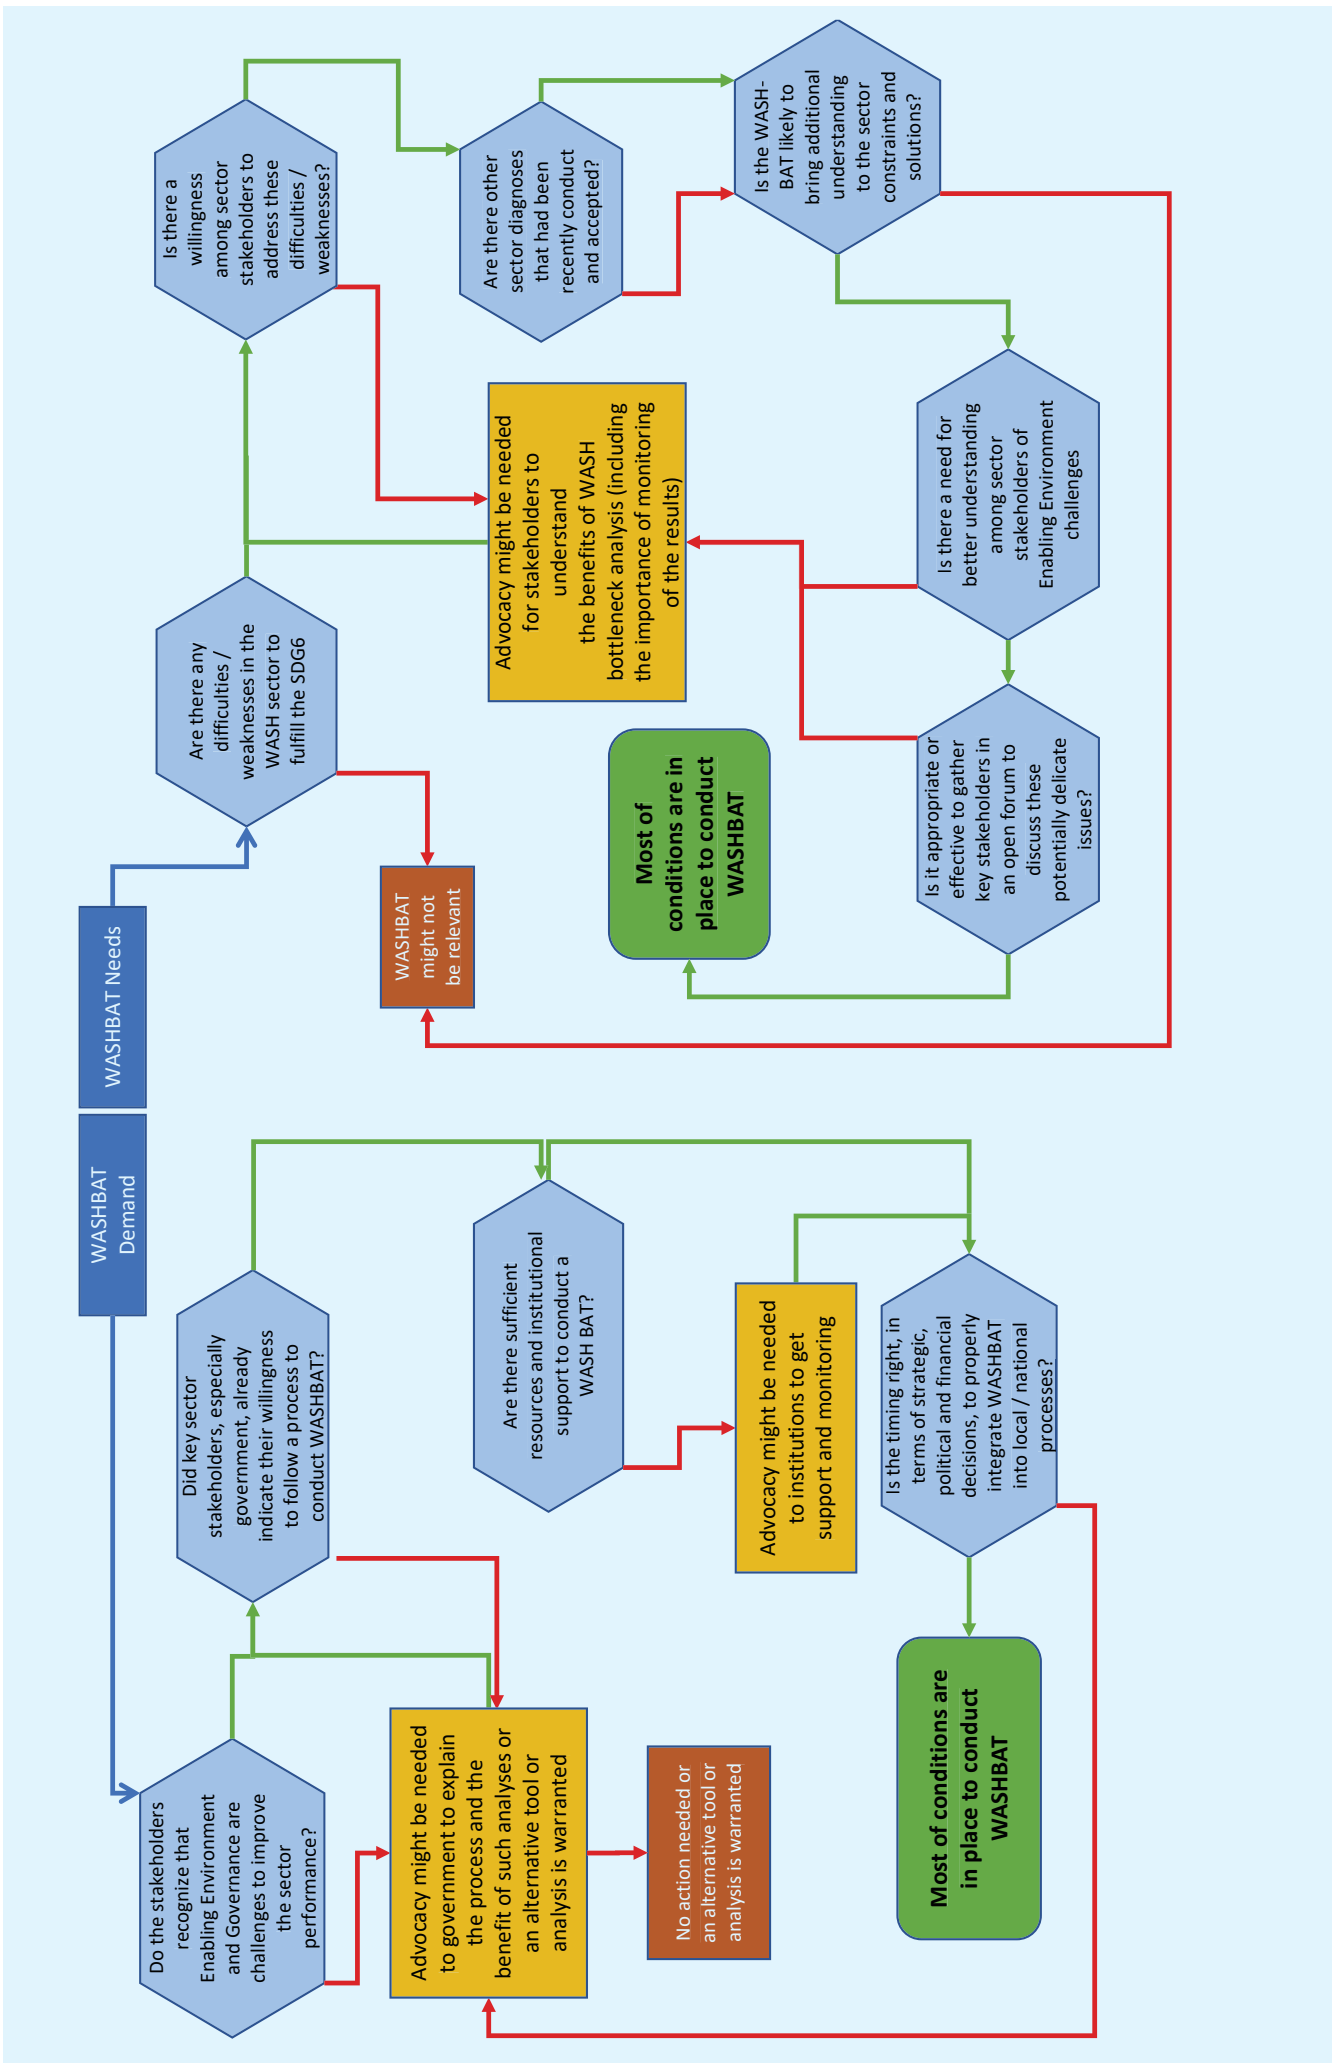 WASHBAT
Demand
WASHBAT Needs
Do the stakeholders
recognize that
Enabling Environment
and Governance are
challenges to improve
the sector
performance?
Did key sector
stakeholders, especially
government, already
indicate their willingness
to follow a process to
conduct WASHBAT?
Advocacy might be needed
to government to explain
the process and the
benefit of such analyses or
an alternative tool or
analysis is warranted
No action needed or
an alternative tool or
analysis is warranted
Are there sufficient
resources and institutional
support to conduct a
WASH BAT?
Advocacy might be needed
to institutions to get
support and monitoring
Is the timing right, in
terms of strategic,
political and financial
decisions, to properly
integrate WASHBAT
into local / national
processes?
Most of conditions are
in place to conduct
WASHBAT
Are there any
difficulties /
weaknesses in the
WASH sector to
fulfill the SDG6
Is there a
willingness
among sector
stakeholders to
address these
difficulties /
weaknesses?
WASHBAT
might not
be relevant
Advocacy might be needed
for stakeholders to
understand
the benefits of WASH
bottleneck analysis (including
the importance of monitoring
of the results)
Are there other
sector diagnoses
that had been
recently conduct
and accepted?
Is the WASH-
BAT likely to
bring additional
understanding
to the sector
constraints and
solutions?
Most of
conditions are in
place to conduct
WASHBAT
Is it appropriate or
effective to gather
key stakeholders in
an open forum to
discuss these
potentially delicate
issues?
Is there a need for
better understanding
among sector
stakeholders of
Enabling Environment
challenges